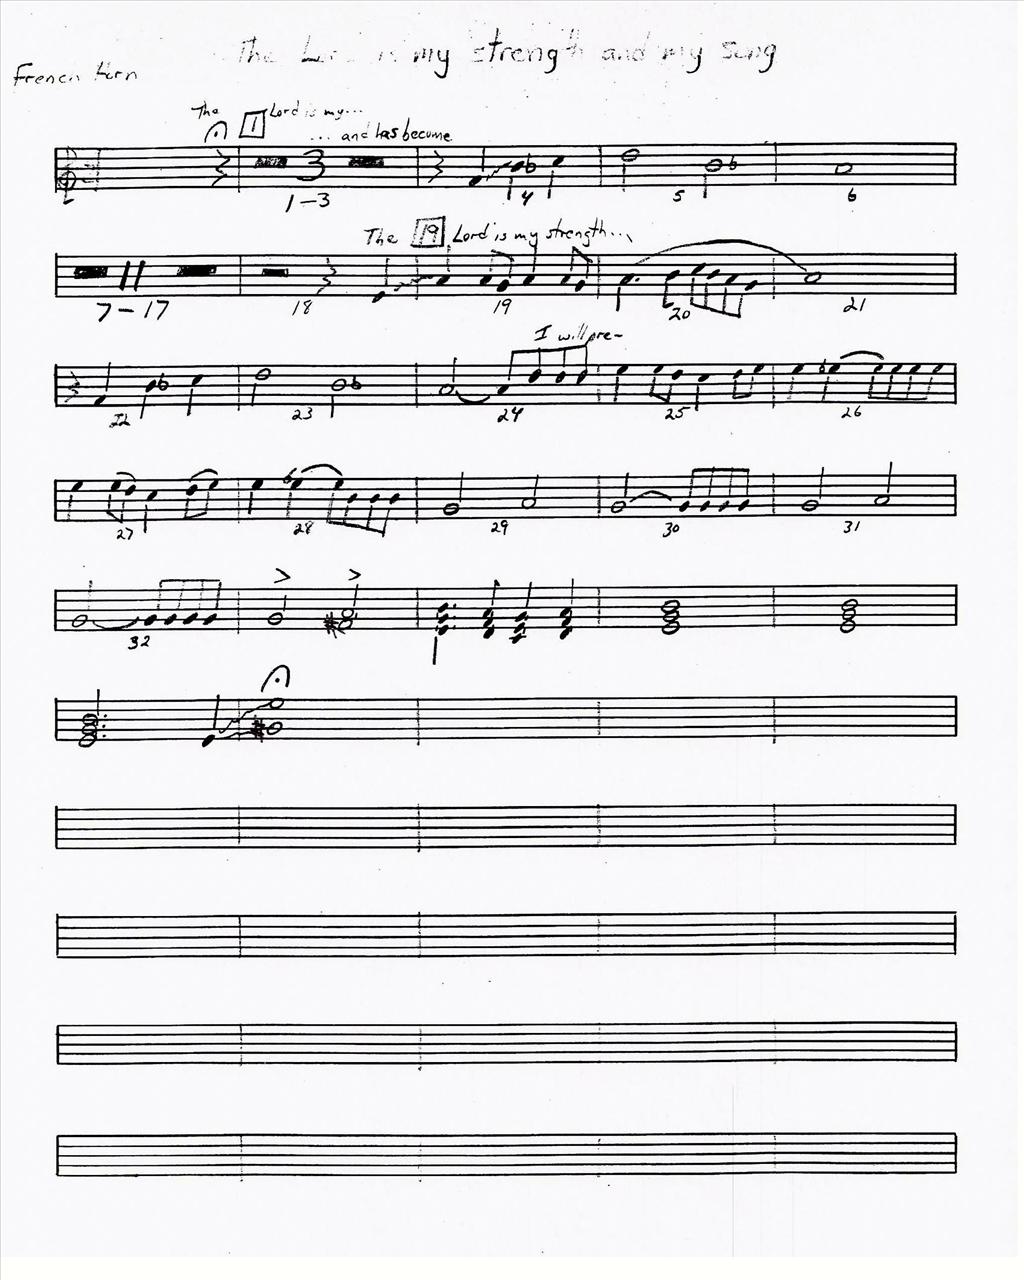 The Lord is my strength and my song
French Horn
The 1 Lord is my...
... and has become
3
1-3 4 5 6
The 19 Lord is my strength...
11
7-17 18 19 20 21
I will pre-
22 23 24 25 26
27 28 29 30 31
32